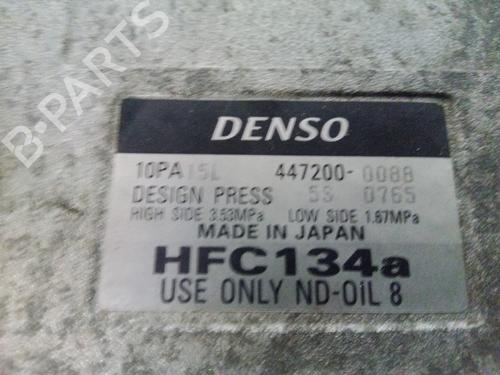 B-PARTS
DENSO
10PA15L 447200-0088
DESIGN PRESS 5S 0765
HIGH SIDE 3.53MPa LOW SIDE 1.67MPa
MADE IN JAPAN
HFC134a
USE ONLY ND-OiL 8